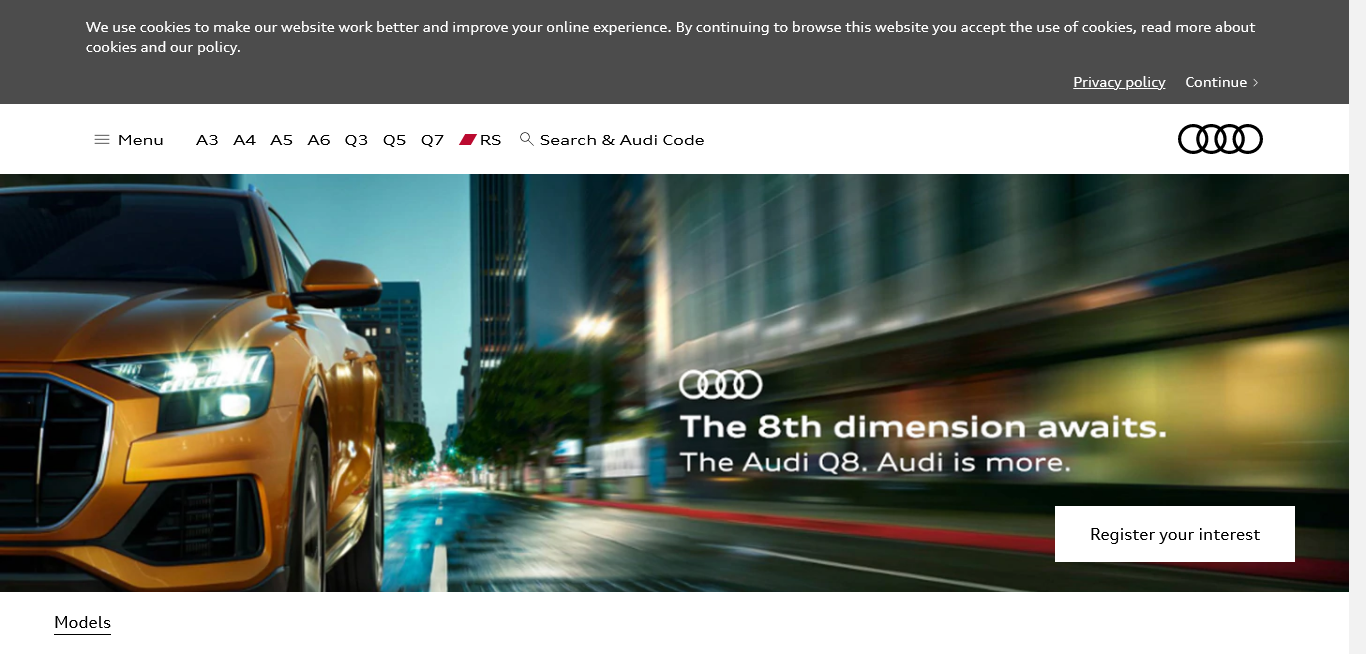 We use cookies to make our website work better and improve your online experience. By continuing to browse this website you accept the use of cookies, read more about
cookies and our policy.
Privacy policy Continue
Menu A3 A4 A5 A6 Q3 Q5 Q7 RS Search & Audi Code
The 8th dimension awaits.
The Audi Q8. Audi is more.
Register your interest
Models